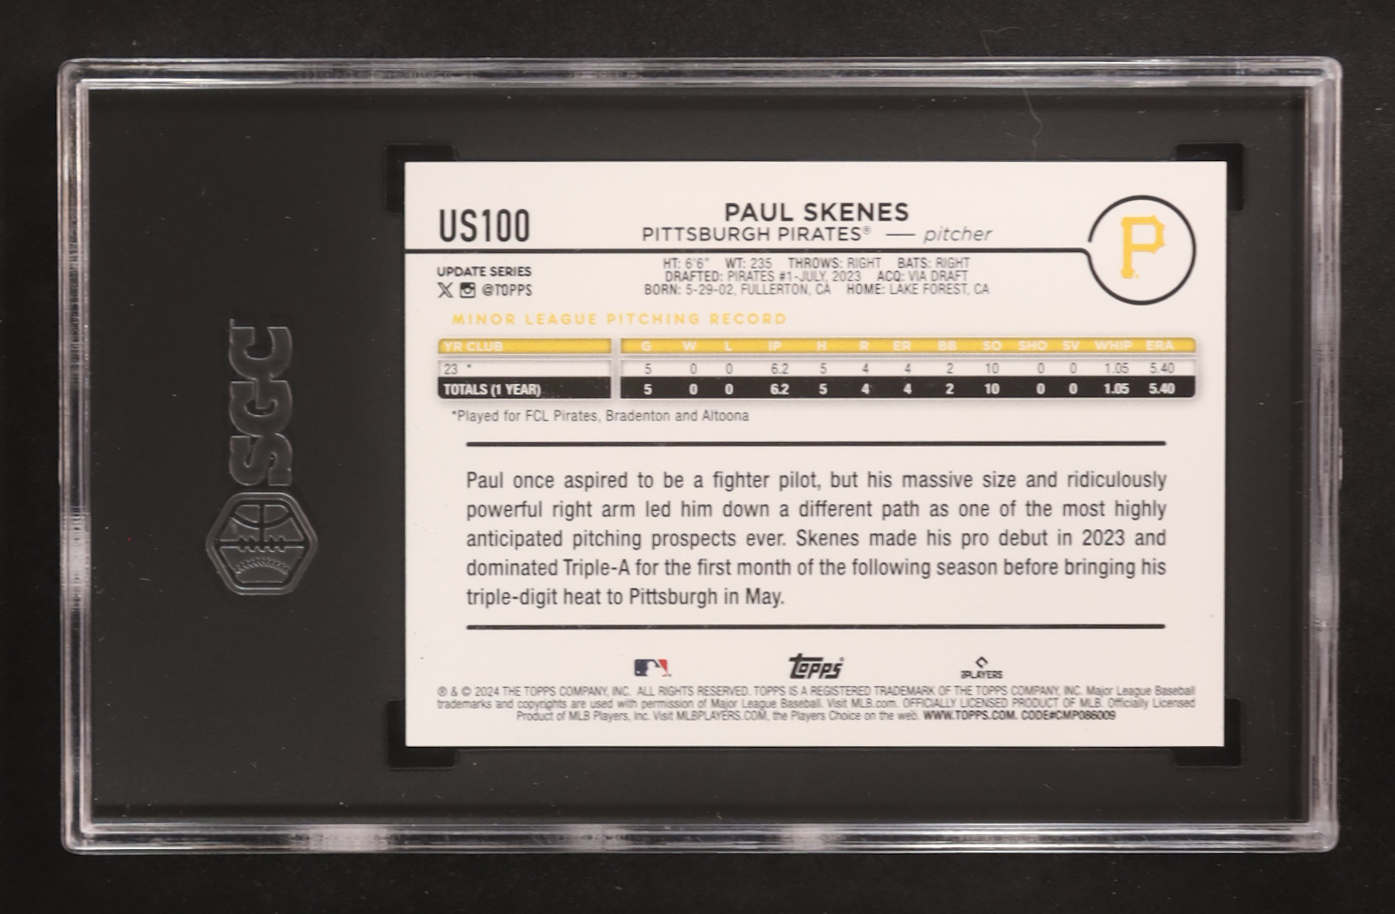 SGC
US100
PAUL SKENES
PITTSBURGH PIRATES® — pitcher
P
UPDATE SERIES
X @TOPPS
HT: 6'6" WT: 235 THROWS: RIGHT BATS: RIGHT
DRAFTED: PIRATES #1-JULY, 2023 ACQ: VIA DRAFT
BORN: 5-29-02, FULLERTON, CA HOME: LAKE FOREST, CA
MINOR LEAGUE PITCHING RECORD
YR CLUB G W L IP H R ER BB SO SHO SV WHIP ERA
23 * 5 0 0 6.2 5 4 4 2 10 0 0 1.05 5.40
TOTALS (1 YEAR) 5 0 0 6.2 5 4 4 2 10 0 0 1.05 5.40
*Played for FCL Pirates, Bradenton and Altoona
Paul once aspired to be a fighter pilot, but his massive size and ridiculously
powerful right arm led him down a different path as one of the most highly
anticipated pitching prospects ever. Skenes made his pro debut in 2023 and
dominated Triple-A for the first month of the following season before bringing his
triple-digit heat to Pittsburgh in May.
Topps PLAYERS
® & © 2024 THE TOPPS COMPANY, INC. ALL RIGHTS RESERVED. TOPPS IS A REGISTERED TRADEMARK OF THE TOPPS COMPANY, INC. Major League Baseball
trademarks and copyrights are used with permission of Major League Baseball. Visit MLB.com. OFFICIALLY LICENSED PRODUCT OF MLB. Officially Licensed
Product of MLB Players, Inc. Visit MLBPLAYERS.COM, the Players Choice on the web. WWW.TOPPS.COM. CODE#CMP086009